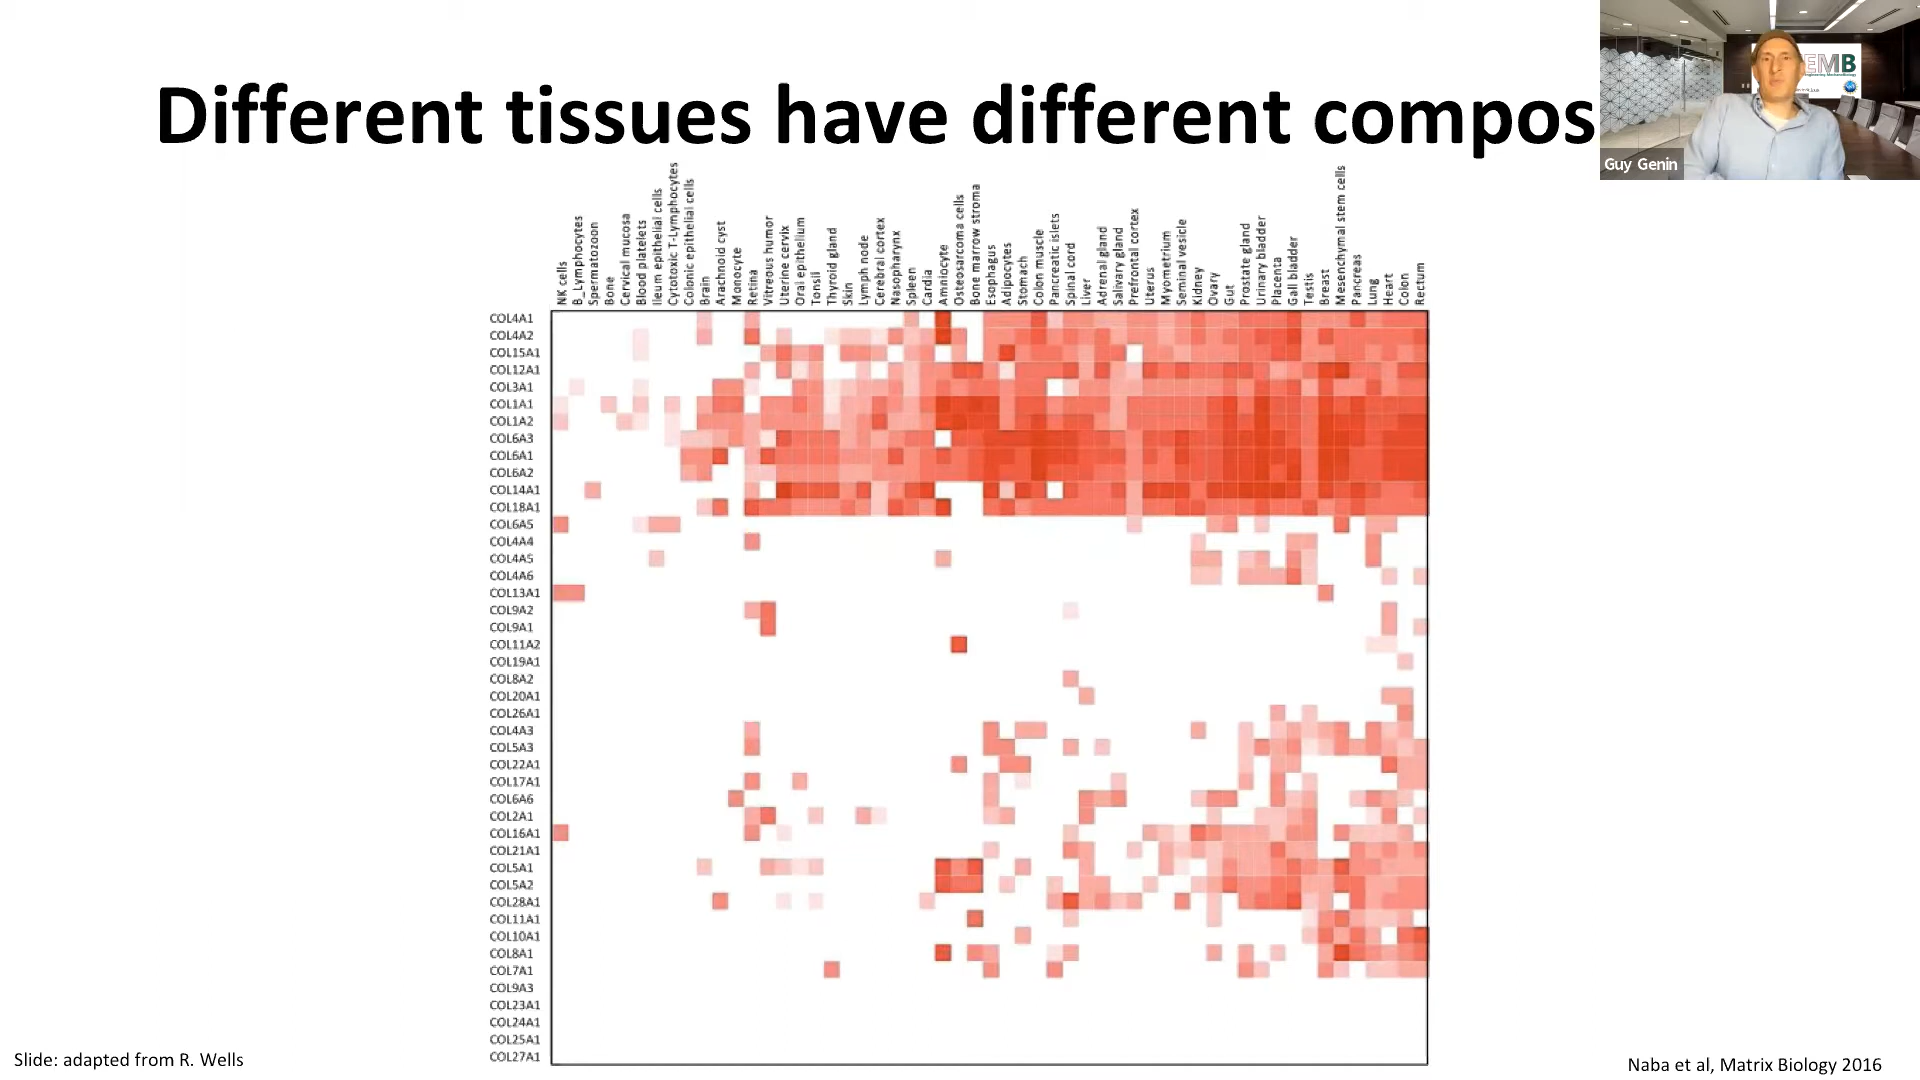 Different tissues have different compos
EMB
Guy Genin
NK cells
B_Lymphocytes
Spermatozoon
Bone
Cervical mucosa
Blood platelets
Ileum epithelial cells
Cytotoxic T-Lymphocytes
Colonic epithelial cells
Brain
Arachnoid cyst
Monocyte
Retina
Vitreous humor
Uterine cervix
Oral epithelium
Tonsil
Thyroid gland
Skin
Lymph node
Cerebral cortex
Nasopharynx
Spleen
Cardia
Amniocyte
Osteosarcoma cells
Bone marrow stroma
Esophagus
Adipocytes
Stomach
Colon muscle
Pancreatic islets
Spinal cord
Liver
Adrenal gland
Salivary gland
Prefrontal cortex
Uterus
Myometrium
Seminal vesicle
Kidney
Ovary
Gut
Prostate gland
Urinary bladder
Placenta
Gall bladder
Testis
Breast
Mesenchymal stem cells
Pancreas
Lung
Heart
Colon
Rectum
COL4A1
COL4A2
COL15A1
COL12A1
COL3A1
COL1A1
COL1A2
COL6A3
COL6A1
COL6A2
COL14A1
COL18A1
COL6A5
COL4A4
COL4A5
COL4A6
COL13A1
COL9A2
COL9A1
COL11A2
COL19A1
COL8A2
COL20A1
COL26A1
COL4A3
COL5A3
COL22A1
COL17A1
COL6A6
COL2A1
COL16A1
COL21A1
COL5A1
COL5A2
COL28A1
COL11A1
COL10A1
COL8A1
COL7A1
COL9A3
COL23A1
COL24A1
COL25A1
COL27A1
Slide: adapted from R. Wells
Naba et al, Matrix Biology 2016